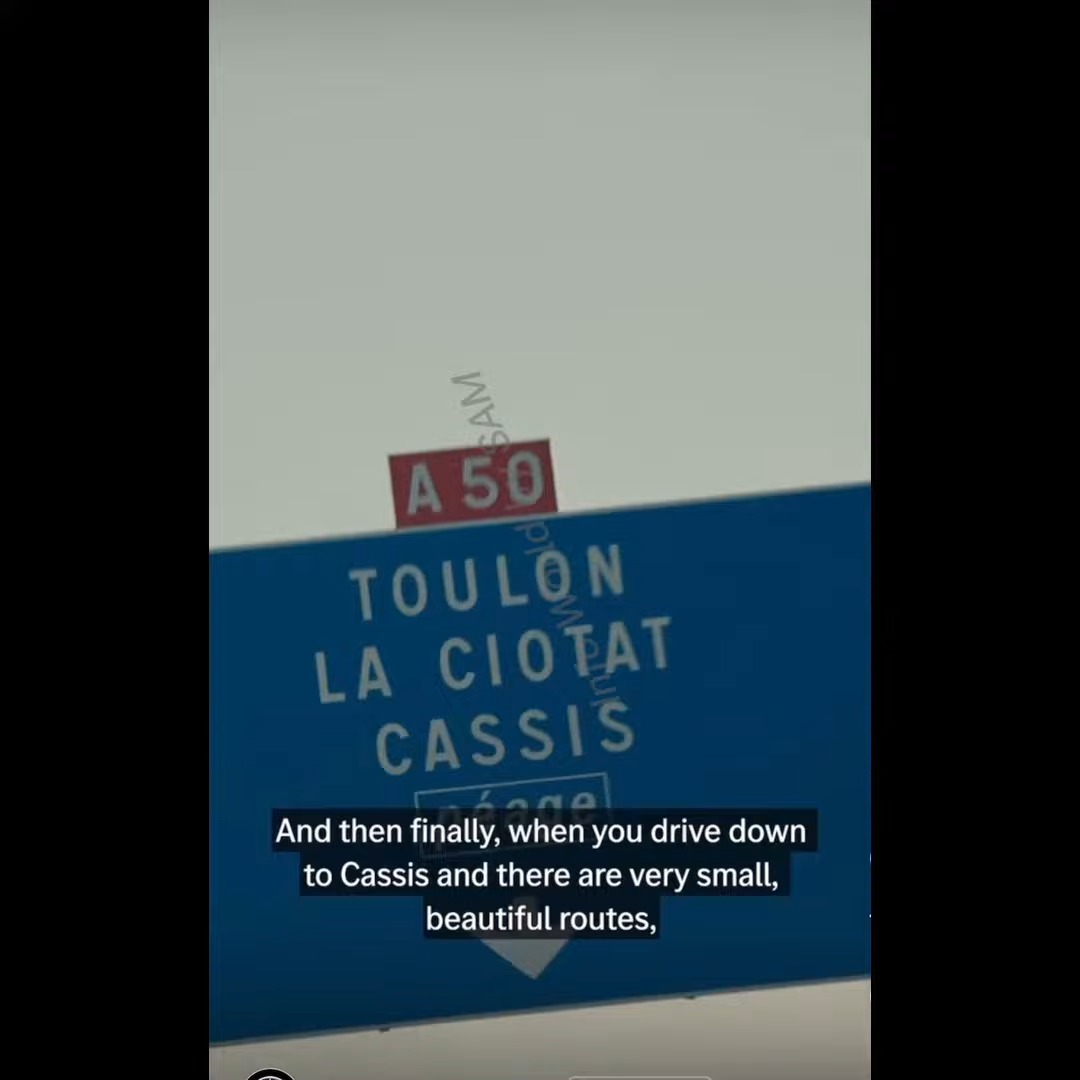 A 50
TOULON
LA CIOTAT
CASSIS
péage
And then finally, when you drive down
to Cassis and there are very small,
beautiful routes,